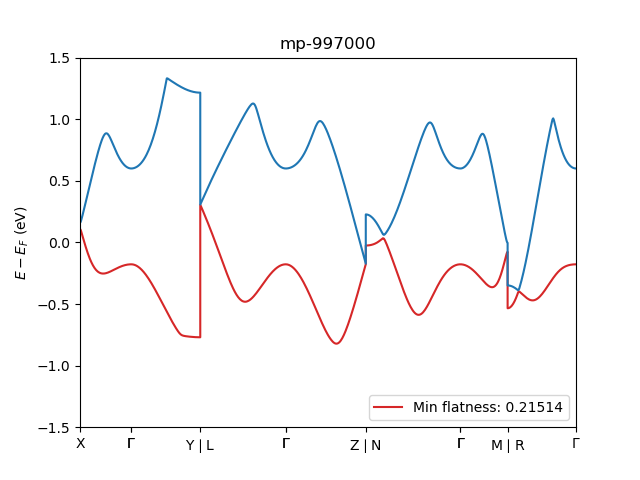 mp-997000
E − E_F (eV)
1.5
1.0
0.5
0.0
−0.5
−1.0
−1.5
X
Γ
Y | L
Γ
Z | N
Γ
M | R
Γ
Min flatness: 0.21514